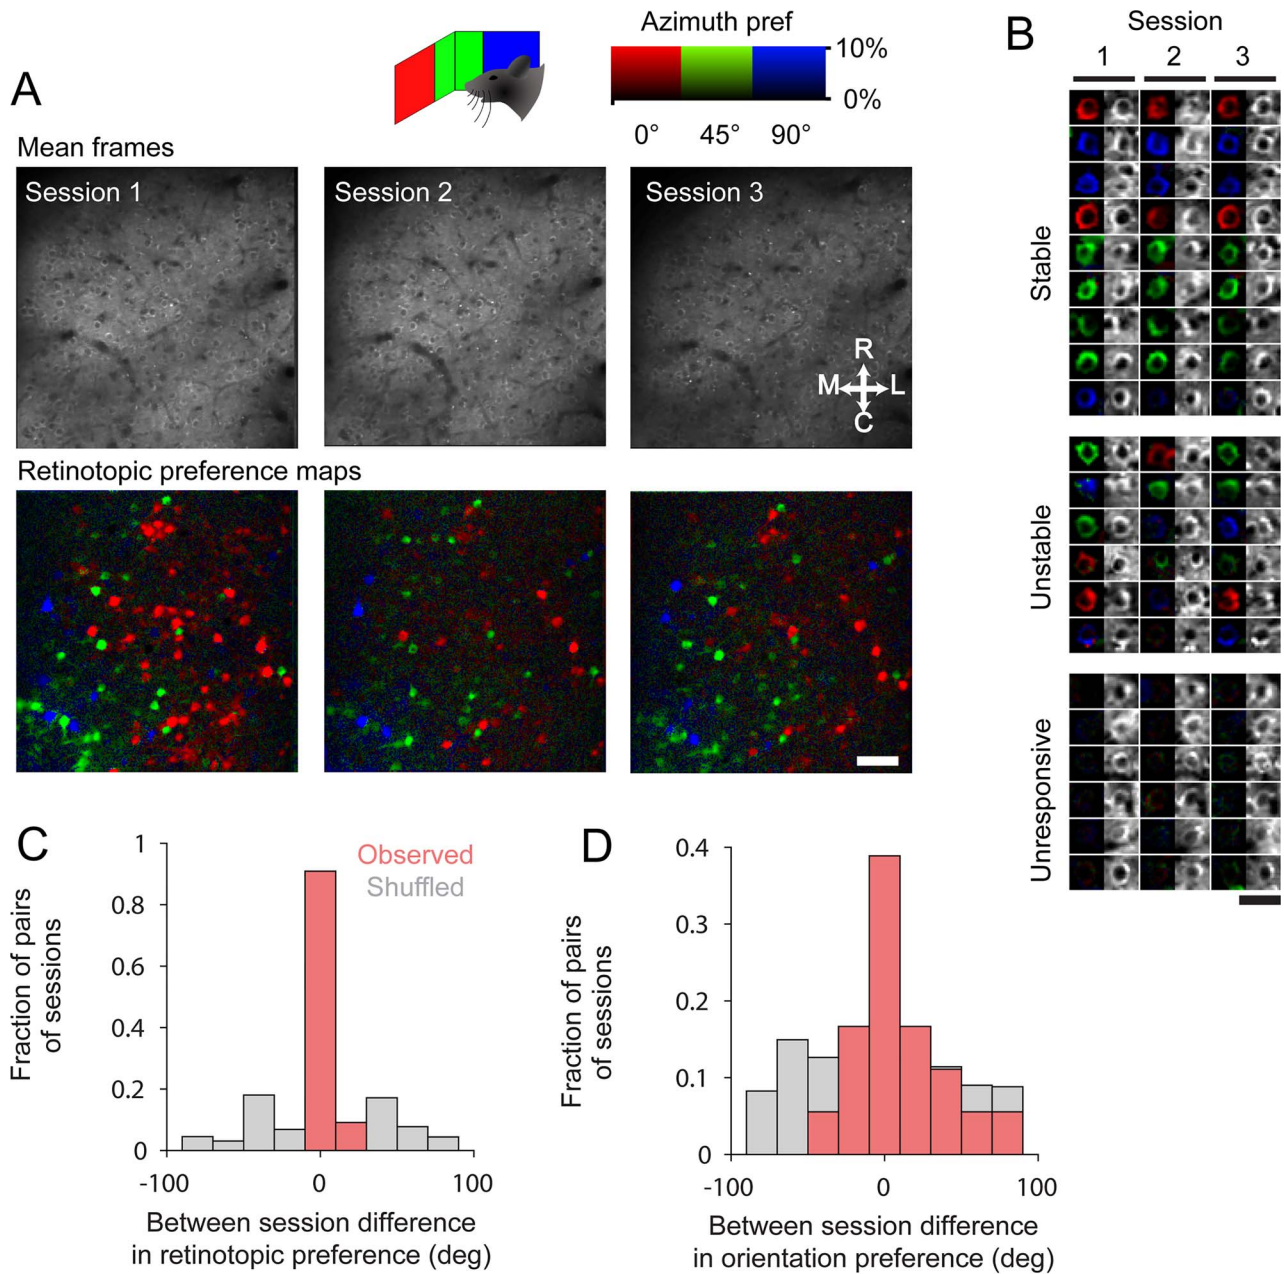 A
Azimuth pref
10%
0%
0° 45° 90°
Mean frames
Session 1
Session 2
Session 3
R
M L
C
Retinotopic preference maps
B
Session
1 2 3
Stable
Unstable
Unresponsive
C
Observed
Shuffled
Fraction of pairs
of sessions
1
0.8
0.6
0.4
0.2
0
-100 0 100
Between session difference
in retinotopic preference (deg)
D
Fraction of pairs
of sessions
0.4
0.3
0.2
0.1
0
-100 0 100
Between session difference
in orientation preference (deg)